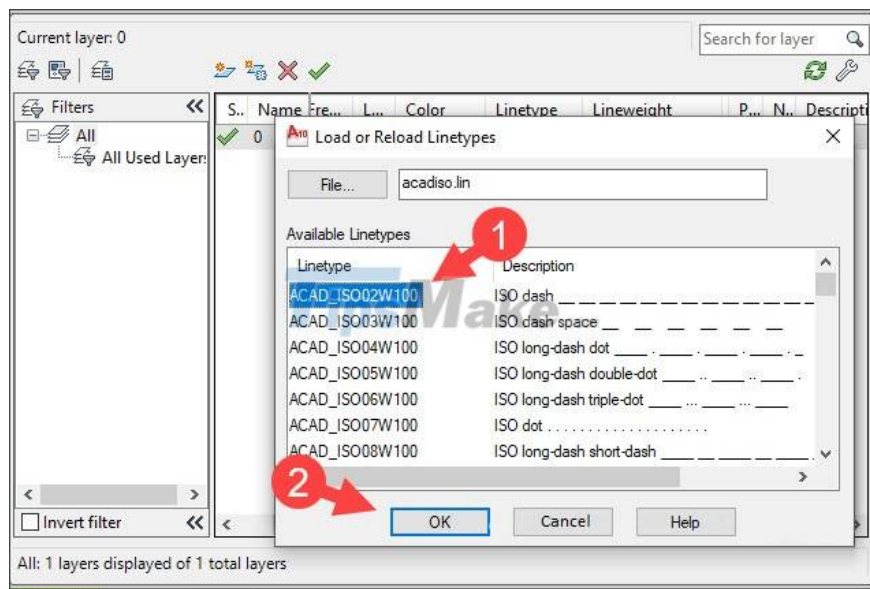 Current layer: 0
Search for layer
Filters
S.. Name Fre... L... Color Linetype Lineweight P... N.. Descripti
All
0
All Used Layer:
A10 Load or Reload Linetypes
File... acadiso.lin
Available Linetypes
1
Linetype Description
TipsMake
ACAD_ISO02W100 ISO dash
ACAD_ISO03W100 ISO dash space
ACAD_ISO04W100 ISO long-dash dot
ACAD_ISO05W100 ISO long-dash double-dot
ACAD_ISO06W100 ISO long-dash triple-dot
ACAD_ISO07W100 ISO dot
ACAD_ISO08W100 ISO long-dash short-dash
2
OK Cancel Help
Invert filter
All: 1 layers displayed of 1 total layers